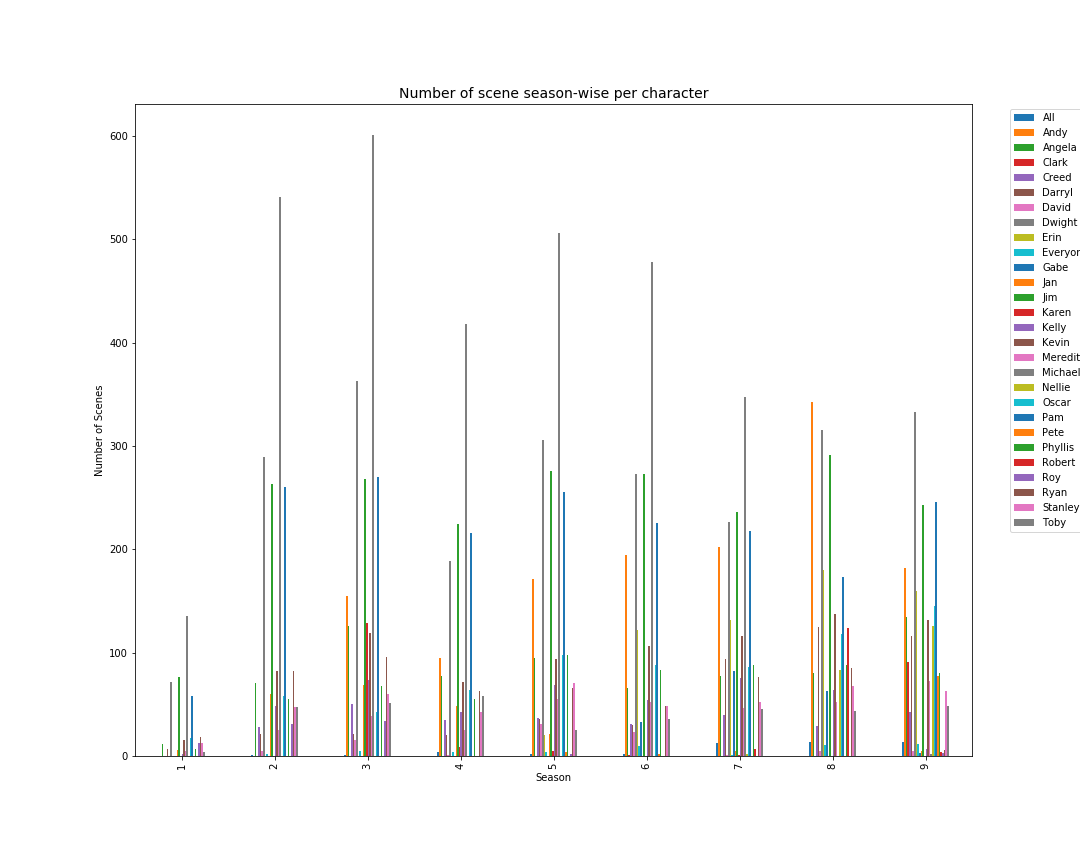 Number of scene season-wise per character
Number of Scenes
600
500
400
300
200
100
0
1 2 3 4 5 6 7 8 9
Season
All
Andy
Angela
Clark
Creed
Darryl
David
Dwight
Erin
Everyor
Gabe
Jan
Jim
Karen
Kelly
Kevin
Meredit
Michael
Nellie
Oscar
Pam
Pete
Phyllis
Robert
Roy
Ryan
Stanley
Toby